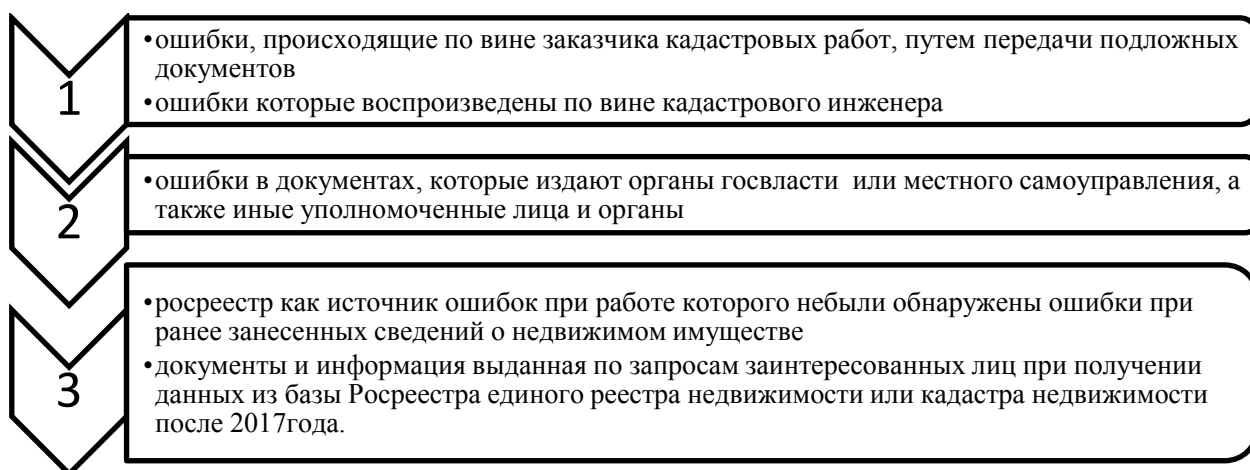 1
•ошибки, происходящие по вине заказчика кадастровых работ, путем передачи подложных
документов
•ошибки которые воспроизведены по вине кадастрового инженера
2
•ошибки в документах, которые издают органы госвласти или местного самоуправления, а
также иные уполномоченные лица и органы
3
•росреестр как источник ошибок при работе которого небыли обнаружены ошибки при
ранее занесенных сведений о недвижимом имуществе
•документы и информация выданная по запросам заинтересованных лиц при получении
данных из базы Росреестра единого реестра недвижимости или кадастра недвижимости
после 2017года.